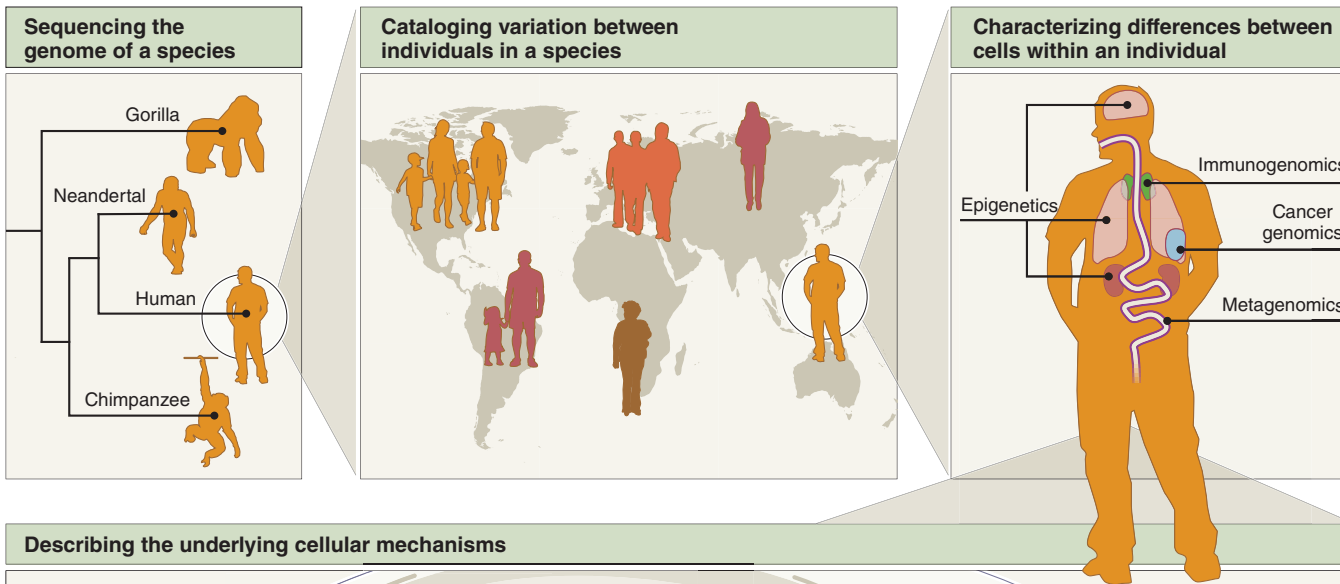 Sequencing the
genome of a species
Gorilla
Neandertal
Human
Chimpanzee
Cataloging variation between
individuals in a species
Characterizing differences between
cells within an individual
Epigenetics
Immunogenomics
Cancer
genomics
Metagenomics
Describing the underlying cellular mechanisms